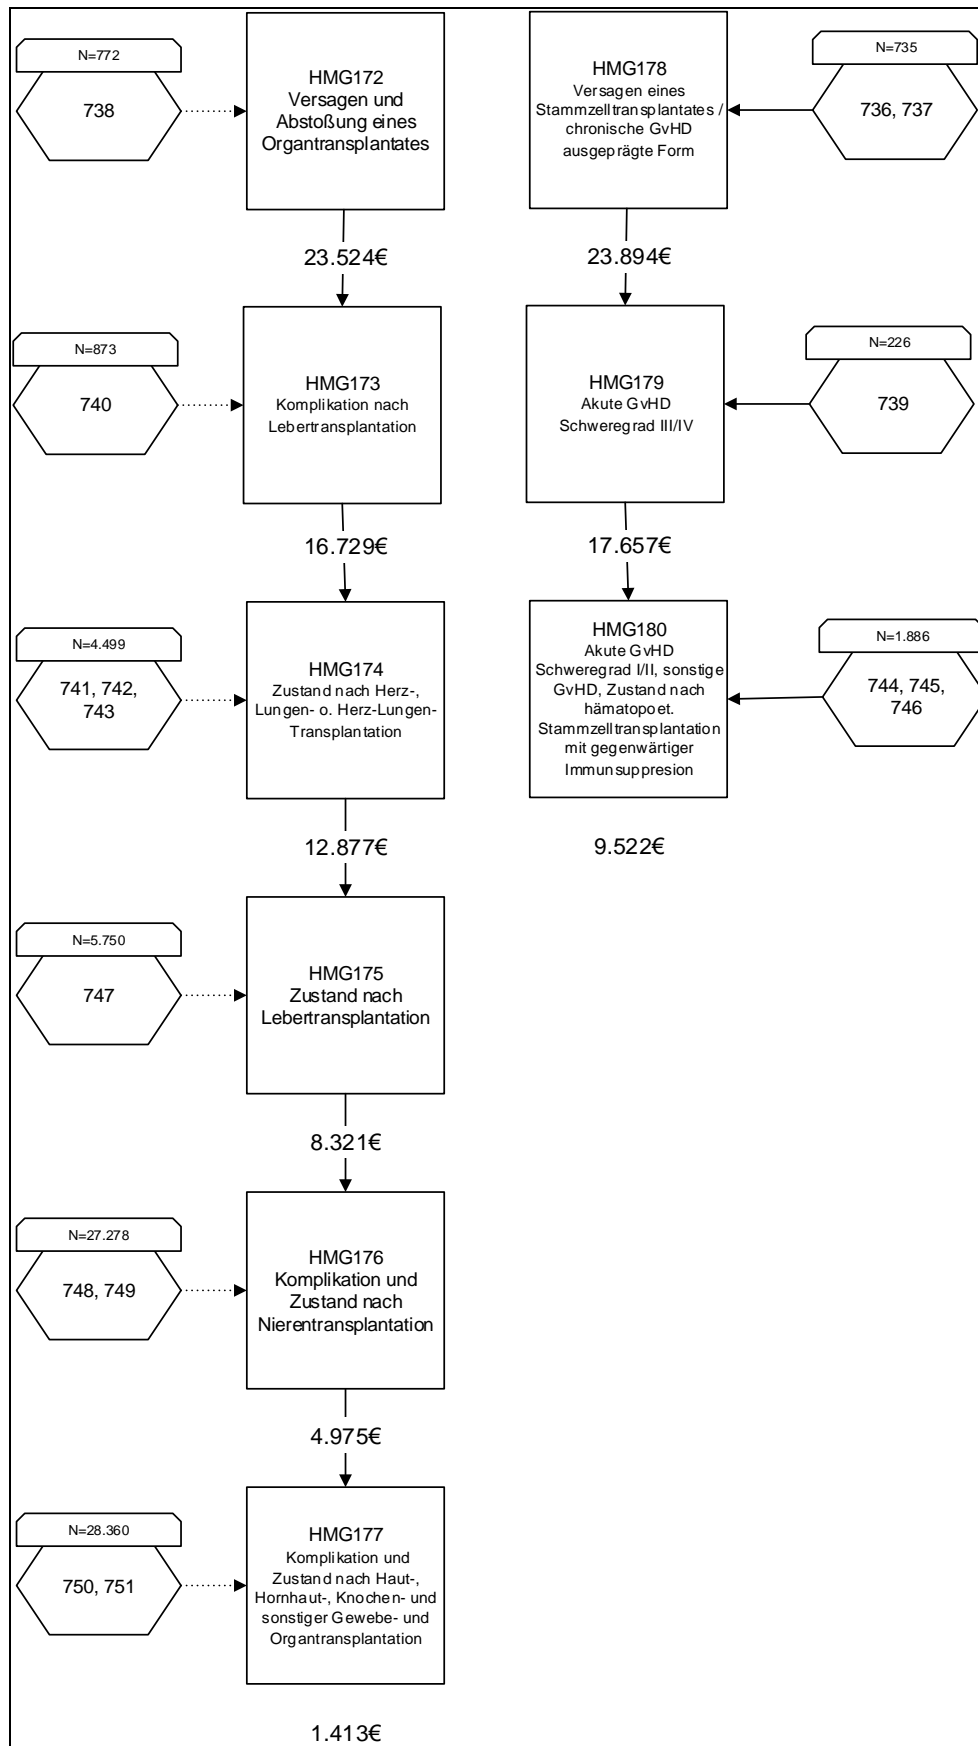 N=772
738
HMG172
Versagen und
Abstoßung eines
Organtransplantates
23.524€
N=873
740
HMG173
Komplikation nach
Lebertransplantation
16.729€
N=4.499
741, 742,
743
HMG174
Zustand nach Herz-,
Lungen- o. Herz-Lungen-
Transplantation
12.877€
N=5.750
747
HMG175
Zustand nach
Lebertransplantation
8.321€
N=27.278
748, 749
HMG176
Komplikation und
Zustand nach
Nierentransplantation
4.975€
N=28.360
750, 751
HMG177
Komplikation und
Zustand nach Haut-,
Hornhaut-, Knochen- und
sonstiger Gewebe- und
Organtransplantation
1.413€
HMG178
Versagen eines
Stammzelltransplantates /
chronische GvHD
ausgeprägte Form
N=735
736, 737
23.894€
HMG179
Akute GvHD
Schweregrad III/IV
N=226
739
17.657€
HMG180
Akute GvHD
Schweregrad I/II, sonstige
GvHD, Zustand nach
hämatopoet.
Stammzelltransplantation
mit gegenwärtiger
Immunsuppresion
N=1.886
744, 745,
746
9.522€